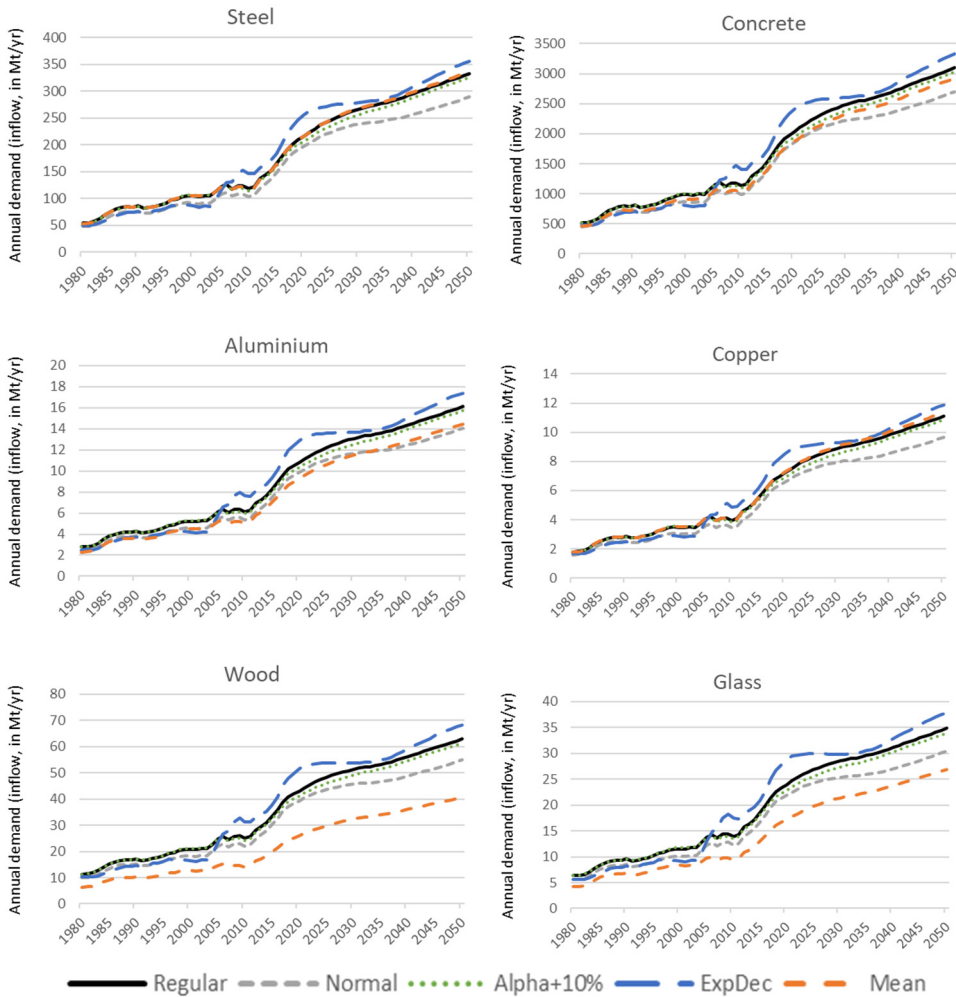 Steel
Annual demand (inflow, in Mt/yr)
400
350
300
250
200
150
100
50
0
1980 1985 1990 1995 2000 2005 2010 2015 2020 2025 2030 2035 2040 2045 2050
Concrete
Annual demand (inflow, in Mt/yr)
3500
3000
2500
2000
1500
1000
500
0
1980 1985 1990 1995 2000 2005 2010 2015 2020 2025 2030 2035 2040 2045 2050
Aluminium
Annual demand (inflow, in Mt/yr)
20
18
16
14
12
10
8
6
4
2
0
1980 1985 1990 1995 2000 2005 2010 2015 2020 2025 2030 2035 2040 2045 2050
Copper
Annual demand (inflow, in Mt/yr)
14
12
10
8
6
4
2
0
1980 1985 1990 1995 2000 2005 2010 2015 2020 2025 2030 2035 2040 2045 2050
Wood
Annual demand (inflow, in Mt/yr)
80
70
60
50
40
30
20
10
0
1980 1985 1990 1995 2000 2005 2010 2015 2020 2025 2030 2035 2040 2045 2050
Glass
Annual demand (inflow, in Mt/yr)
40
35
30
25
20
15
10
5
0
1980 1985 1990 1995 2000 2005 2010 2015 2020 2025 2030 2035 2040 2045 2050
Regular Normal Alpha+10% ExpDec Mean